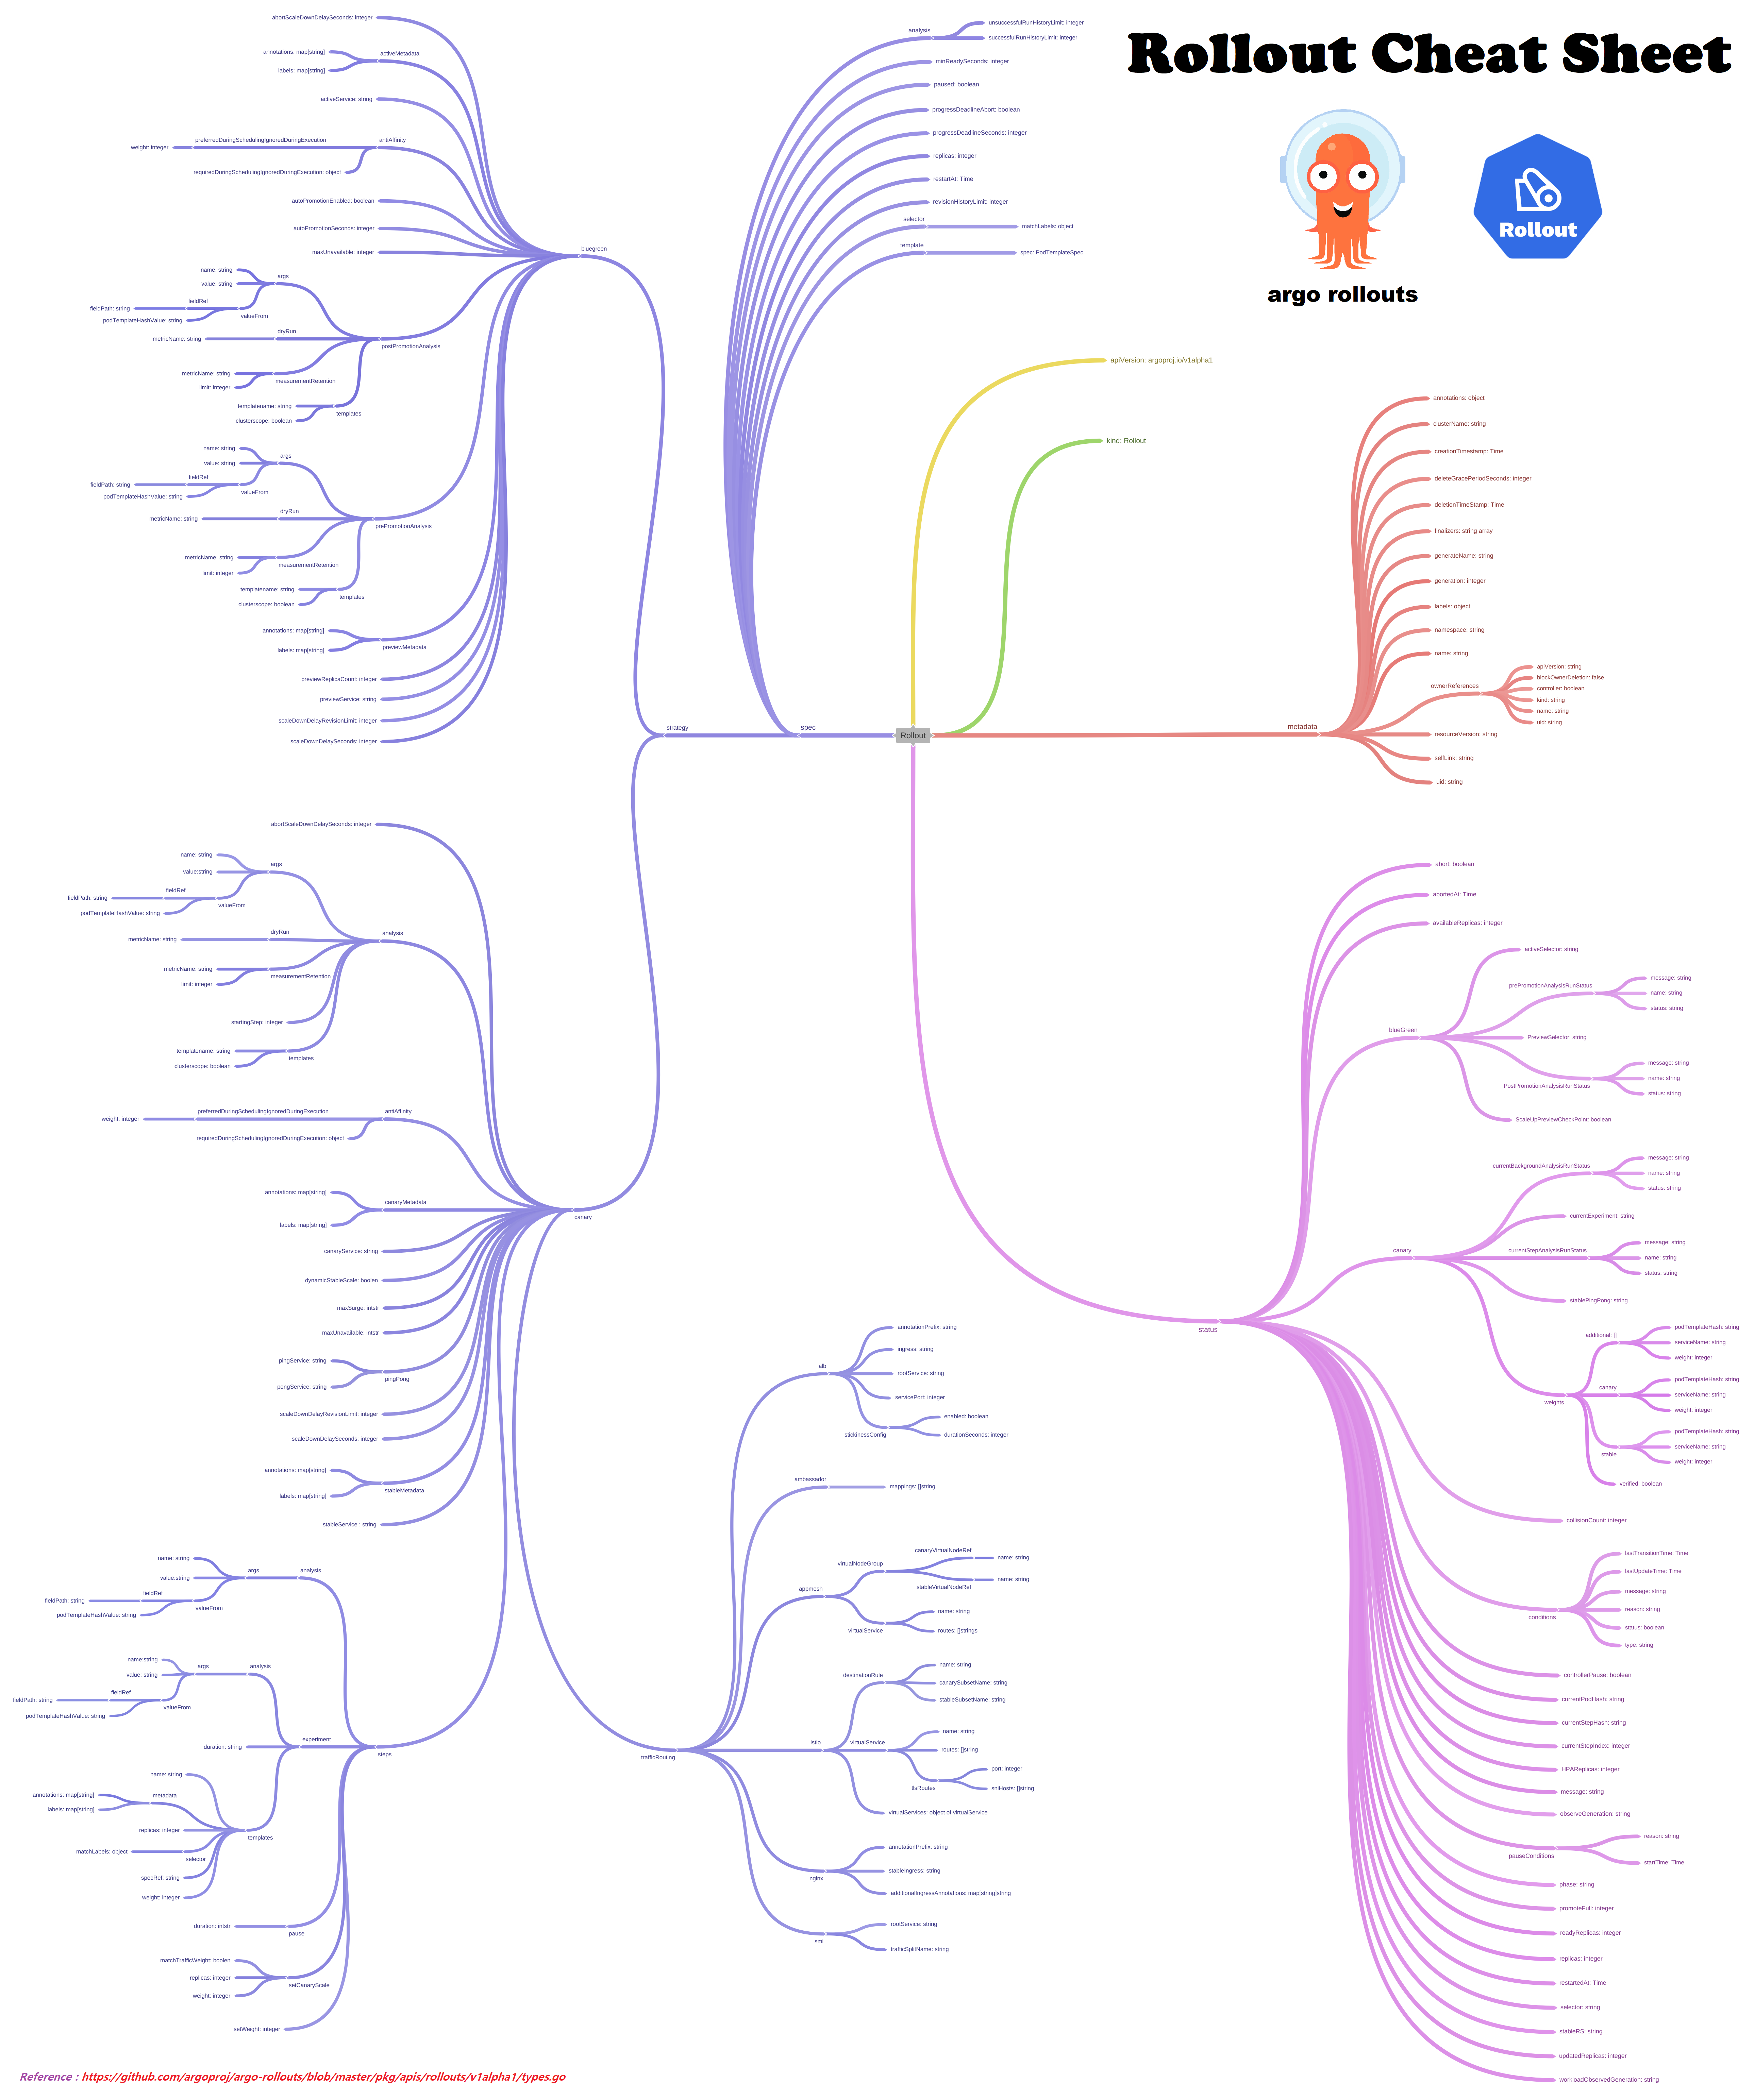 Rollout Cheat Sheet
Rollout
argo rollouts
Rollout
apiVersion: argoproj.io/v1alpha1
kind: Rollout
spec
analysis
unsuccessfulRunHistoryLimit: integer
successfulRunHistoryLimit: integer
minReadySeconds: integer
paused: boolean
progressDeadlineAbort: boolean
progressDeadlineSeconds: integer
replicas: integer
restartAt: Time
revisionHistoryLimit: integer
selector
matchLabels: object
template
spec: PodTemplateSpec
strategy
bluegreen
abortScaleDownDelaySeconds: integer
activeMetadata
annotations: map[string]
labels: map[string]
activeService: string
antiAffinity
preferredDuringSchedulingIgnoredDuringExecution
weight: integer
requiredDuringSchedulingIgnoredDuringExecution: object
autoPromotionEnabled: boolean
autoPromotionSeconds: integer
maxUnavailable: integer
postPromotionAnalysis
args
name: string
value: string
valueFrom
fieldRef
fieldPath: string
podTemplateHashValue: string
dryRun
metricName: string
measurementRetention
metricName: string
limit: integer
templates
templatename: string
clusterscope: boolean
prePromotionAnalysis
args
name: string
value: string
valueFrom
fieldRef
fieldPath: string
podTemplateHashValue: string
dryRun
metricName: string
measurementRetention
metricName: string
limit: integer
templates
templatename: string
clusterscope: boolean
previewMetadata
annotations: map[string]
labels: map[string]
previewReplicaCount: integer
previewService: string
scaleDownDelayRevisionLimit: integer
scaleDownDelaySeconds: integer
canary
abortScaleDownDelaySeconds: integer
analysis
args
name: string
value:string
valueFrom
fieldRef
fieldPath: string
podTemplateHashValue: string
dryRun
metricName: string
measurementRetention
metricName: string
limit: integer
startingStep: integer
templates
templatename: string
clusterscope: boolean
antiAffinity
preferredDuringSchedulingIgnoredDuringExecution
weight: integer
requiredDuringSchedulingIgnoredDuringExecution: object
canaryMetadata
annotations: map[string]
labels: map[string]
canaryService: string
dynamicStableScale: boolen
maxSurge: intstr
maxUnavailable: intstr
pingPong
pingService: string
pongService: string
scaleDownDelayRevisionLimit: integer
scaleDownDelaySeconds: integer
stableMetadata
annotations: map[string]
labels: map[string]
stableService : string
steps
analysis
args
name: string
value:string
valueFrom
fieldRef
fieldPath: string
podTemplateHashValue: string
experiment
analysis
args
name:string
value: string
valueFrom
fieldRef
fieldPath: string
podTemplateHashValue: string
duration: string
templates
name: string
metadata
annotations: map[string]
labels: map[string]
replicas: integer
selector
matchLabels: object
specRef: string
weight: integer
pause
duration: intstr
setCanaryScale
matchTrafficWeight: boolen
replicas: integer
weight: integer
setWeight: integer
trafficRouting
alb
annotationPrefix: string
ingress: string
rootService: string
servicePort: integer
stickinessConfig
enabled: boolean
durationSeconds: integer
ambassador
mappings: []string
appmesh
virtualNodeGroup
canaryVirtualNodeRef
name: string
stableVirtualNodeRef
name: string
virtualService
name: string
routes: []strings
istio
destinationRule
name: string
canarySubsetName: string
stableSubsetName: string
virtualService
name: string
routes: []string
tlsRoutes
port: integer
sniHosts: []string
virtualServices: object of virtualService
nginx
annotationPrefix: string
stableIngress: string
additionalIngressAnnotations: map[string]string
smi
rootService: string
trafficSplitName: string
metadata
annotations: object
clusterName: string
creationTimestamp: Time
deleteGracePeriodSeconds: integer
deletionTimeStamp: Time
finalizers: string array
generateName: string
generation: integer
labels: object
namespace: string
name: string
ownerReferences
apiVersion: string
blockOwnerDeletion: false
controller: boolean
kind: string
name: string
uid: string
resourceVersion: string
selfLink: string
uid: string
status
abort: boolean
abortedAt: Time
availableReplicas: integer
blueGreen
activeSelector: string
prePromotionAnalysisRunStatus
message: string
name: string
status: string
PreviewSelector: string
PostPromotionAnalysisRunStatus
message: string
name: string
status: string
ScaleUpPreviewCheckPoint: boolean
canary
currentBackgroundAnalysisRunStatus
message: string
name: string
status: string
currentExperiment: string
currentStepAnalysisRunStatus
message: string
name: string
status: string
stablePingPong: string
weights
additional: []
podTemplateHash: string
serviceName: string
weight: integer
canary
podTemplateHash: string
serviceName: string
weight: integer
stable
podTemplateHash: string
serviceName: string
weight: integer
verified: boolean
collisionCount: integer
conditions
lastTransitionTime: Time
lastUpdateTime: Time
message: string
reason: string
status: boolean
type: string
controllerPause: boolean
currentPodHash: string
currentStepHash: string
currentStepIndex: integer
HPAReplicas: integer
message: string
observeGeneration: string
pauseConditions
reason: string
startTime: Time
phase: string
promoteFull: integer
readyReplicas: integer
replicas: integer
restartedAt: Time
selector: string
stableRS: string
updatedReplicas: integer
workloadObservedGeneration: string
Reference : https://github.com/argoproj/argo-rollouts/blob/master/pkg/apis/rollouts/v1alpha1/types.go